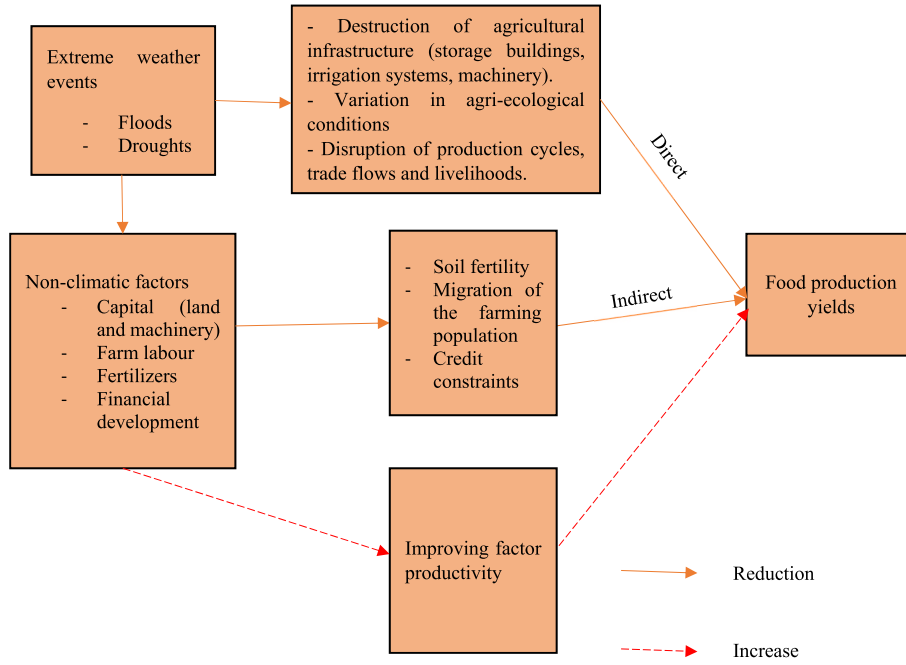 Extreme weather
events
- Floods
- Droughts
- Destruction of agricultural
infrastructure (storage buildings,
irrigation systems, machinery).
- Variation in agri-ecological
conditions
- Disruption of production cycles,
trade flows and livelihoods.
Direct
Non-climatic factors
- Capital (land
and machinery)
- Farm labour
- Fertilizers
- Financial
development
- Soil fertility
- Migration of
the farming
population
- Credit
constraints
Indirect
Food production
yields
Improving factor
productivity
Reduction
Increase